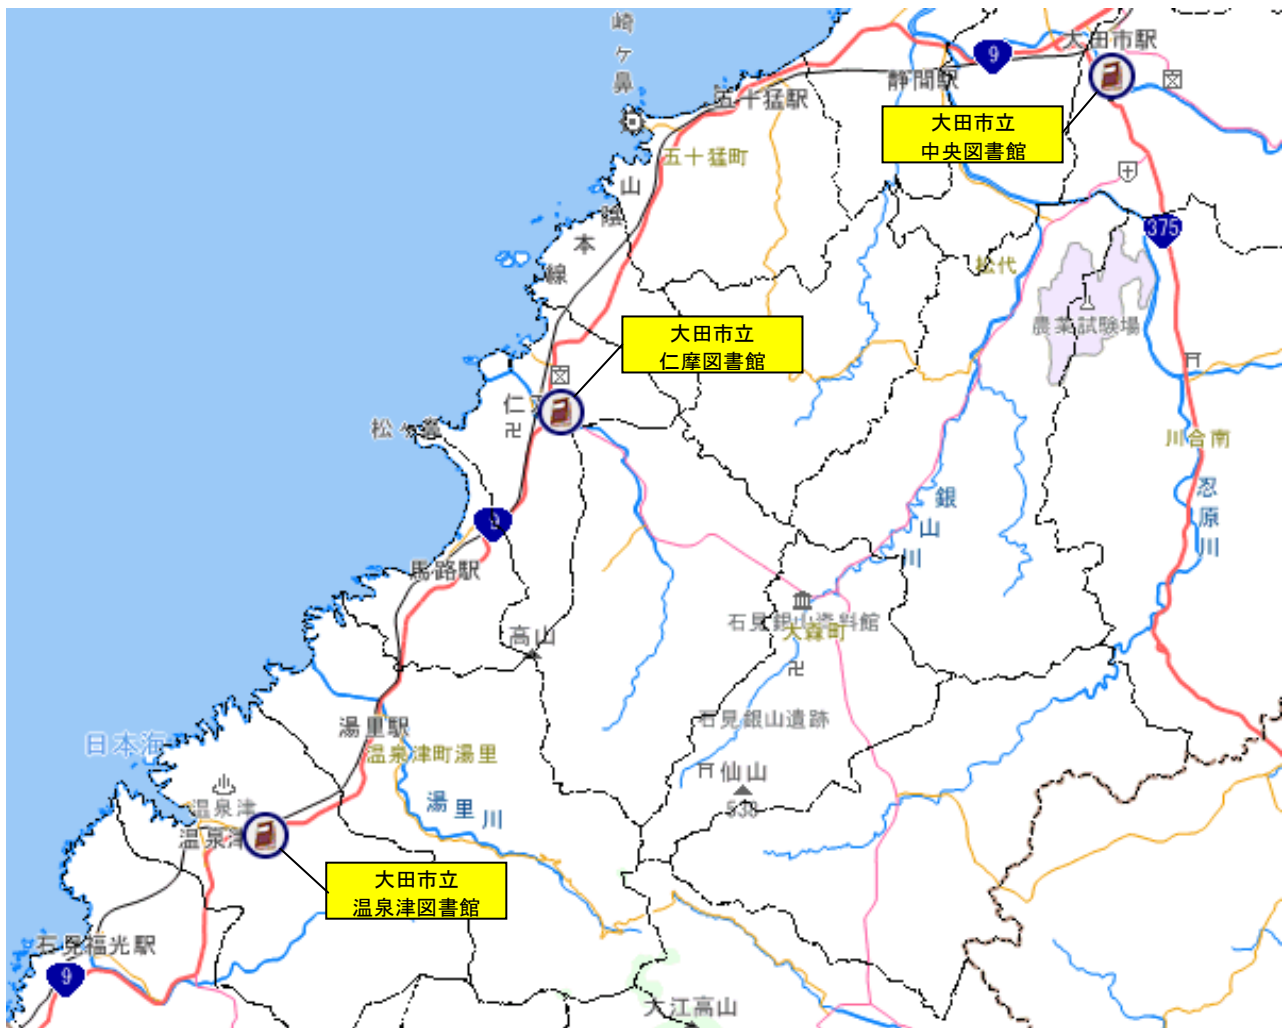 崎ヶ鼻
大田市駅
9
静間駅
五十猛駅
大田市立
中央図書館
五十猛町
山陰本線
375
松代
農業試験場
大田市立
仁摩図書館
松ヶ鼻
仁
川合南
忍原川
銀山川
9
馬路駅
石見銀山資料館
大森町
高山
石見銀山遺跡
湯里駅
日本海
温泉津町湯里
仙山
538
湯里川
温泉津
温泉津
大田市立
温泉津図書館
石見福光駅
9
大江高山